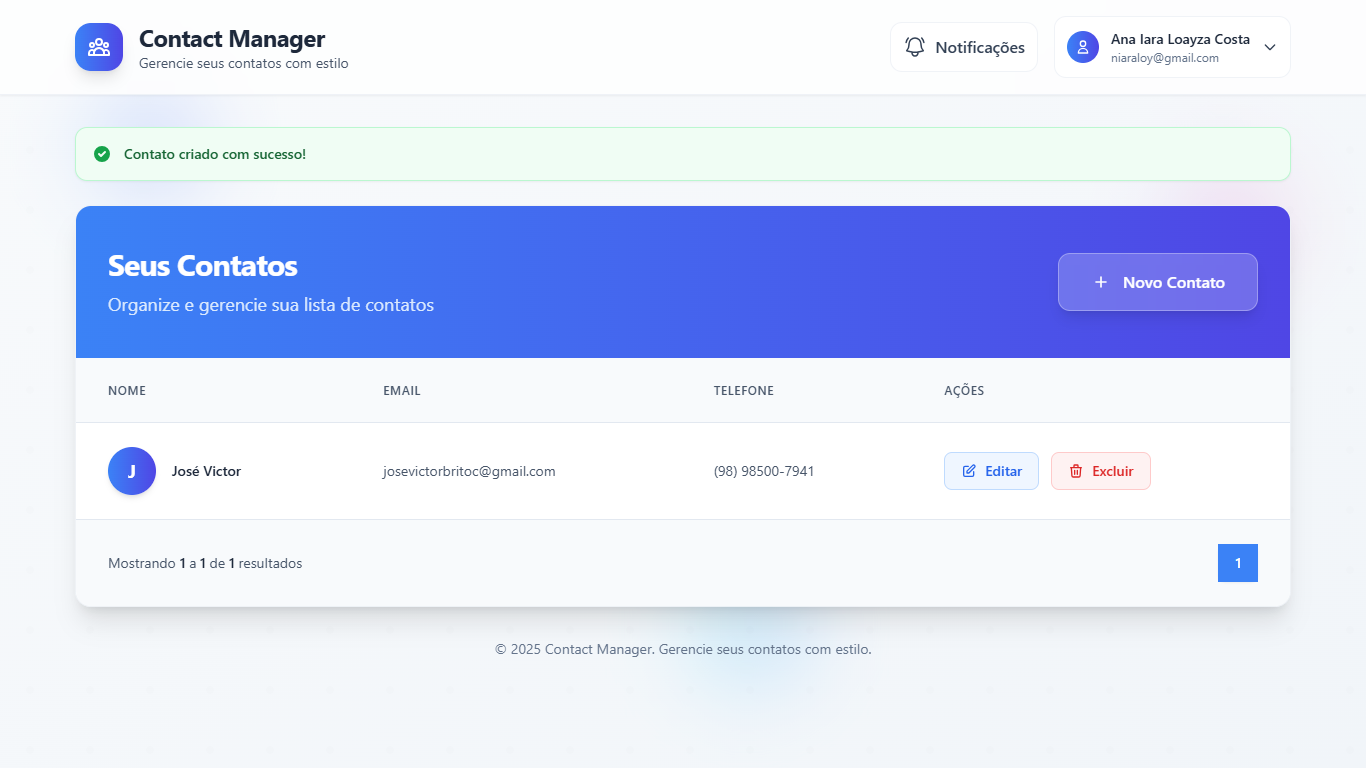 Contact Manager
Gerencie seus contatos com estilo
Notificações
Ana Iara Loayza Costa
niaraloy@gmail.com
Contato criado com sucesso!
Seus Contatos
Organize e gerencie sua lista de contatos
Novo Contato
NOME EMAIL TELEFONE AÇÕES
J José Victor josevictorbritoc@gmail.com (98) 98500-7941 Editar Excluir
Mostrando 1 a 1 de 1 resultados
1
© 2025 Contact Manager. Gerencie seus contatos com estilo.